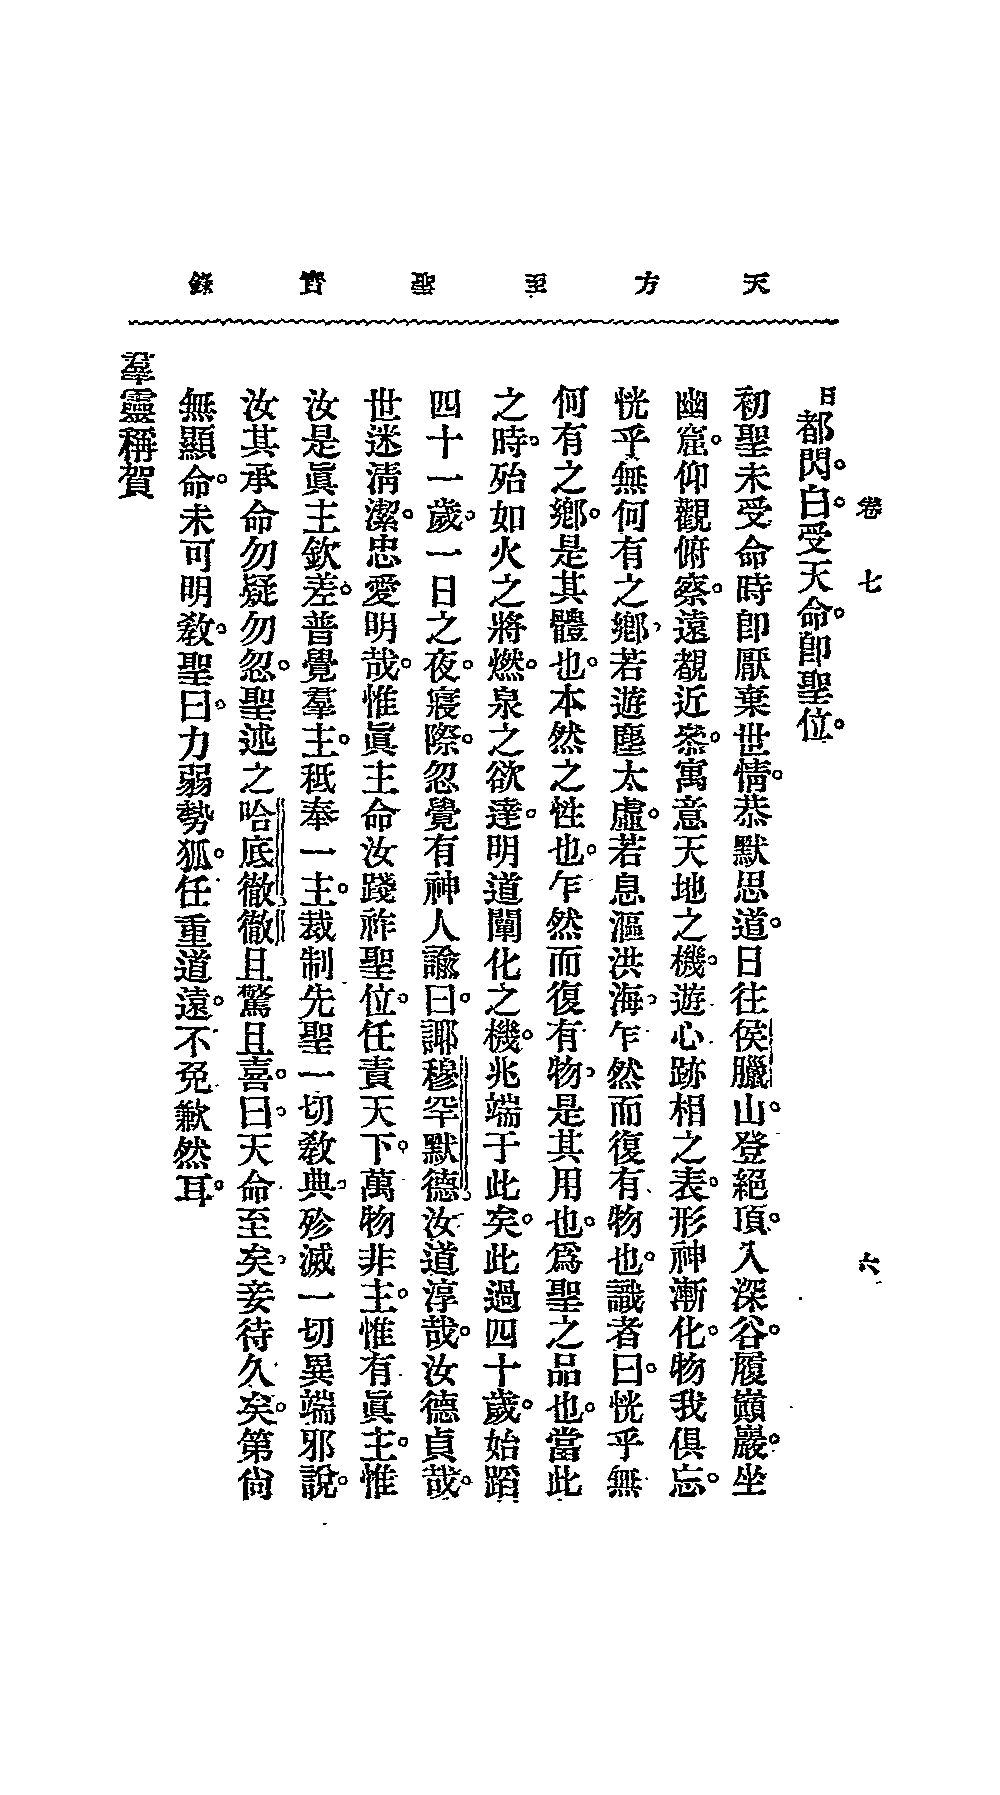 天方至聖實錄
卷七　六
日都閃白。受天命。卽聖位。
初聖未受命時卽厭棄世情。恭默思道。日往侯臘山。登絕頂。入深谷。履巔巖。坐
幽窟。仰觀俯察。遠覩近叅。寓意天地之機。遊心跡相之表。形神漸化。物我俱忘。
恍乎無何有之鄕、若遊塵太虛。若息漚洪海、乍然而復有物也。識者曰。恍乎無
何有之鄕。是其體也。本然之性也。乍然而復有物、是其用也。爲聖之品也。當此
之時。殆如火之將燃。泉之欲達。明道闡化之機。兆端于此矣。此過四十歲。始蹈
四十一歲。一日之夜。寢際。忽覺有神人諭曰。謯穆罕默德、汝道淳哉。汝德貞哉。
世迷淸潔。忠愛明哉。惟眞主命汝踐祚聖位。任責天下。萬物非主。惟有眞主。惟
汝是眞主欽差。普覺羣主。秪奉一主。裁制先聖一切敎典、殄滅一切異端邪說。
汝其承命勿疑勿忽。聖述之哈底徹、徹且驚且喜。曰、天命至矣、妾待久矣。第尙
無顯命。未可明敎。聖曰。力弱勢狐。任重道遠。不免歉然耳。
羣靈稱賀